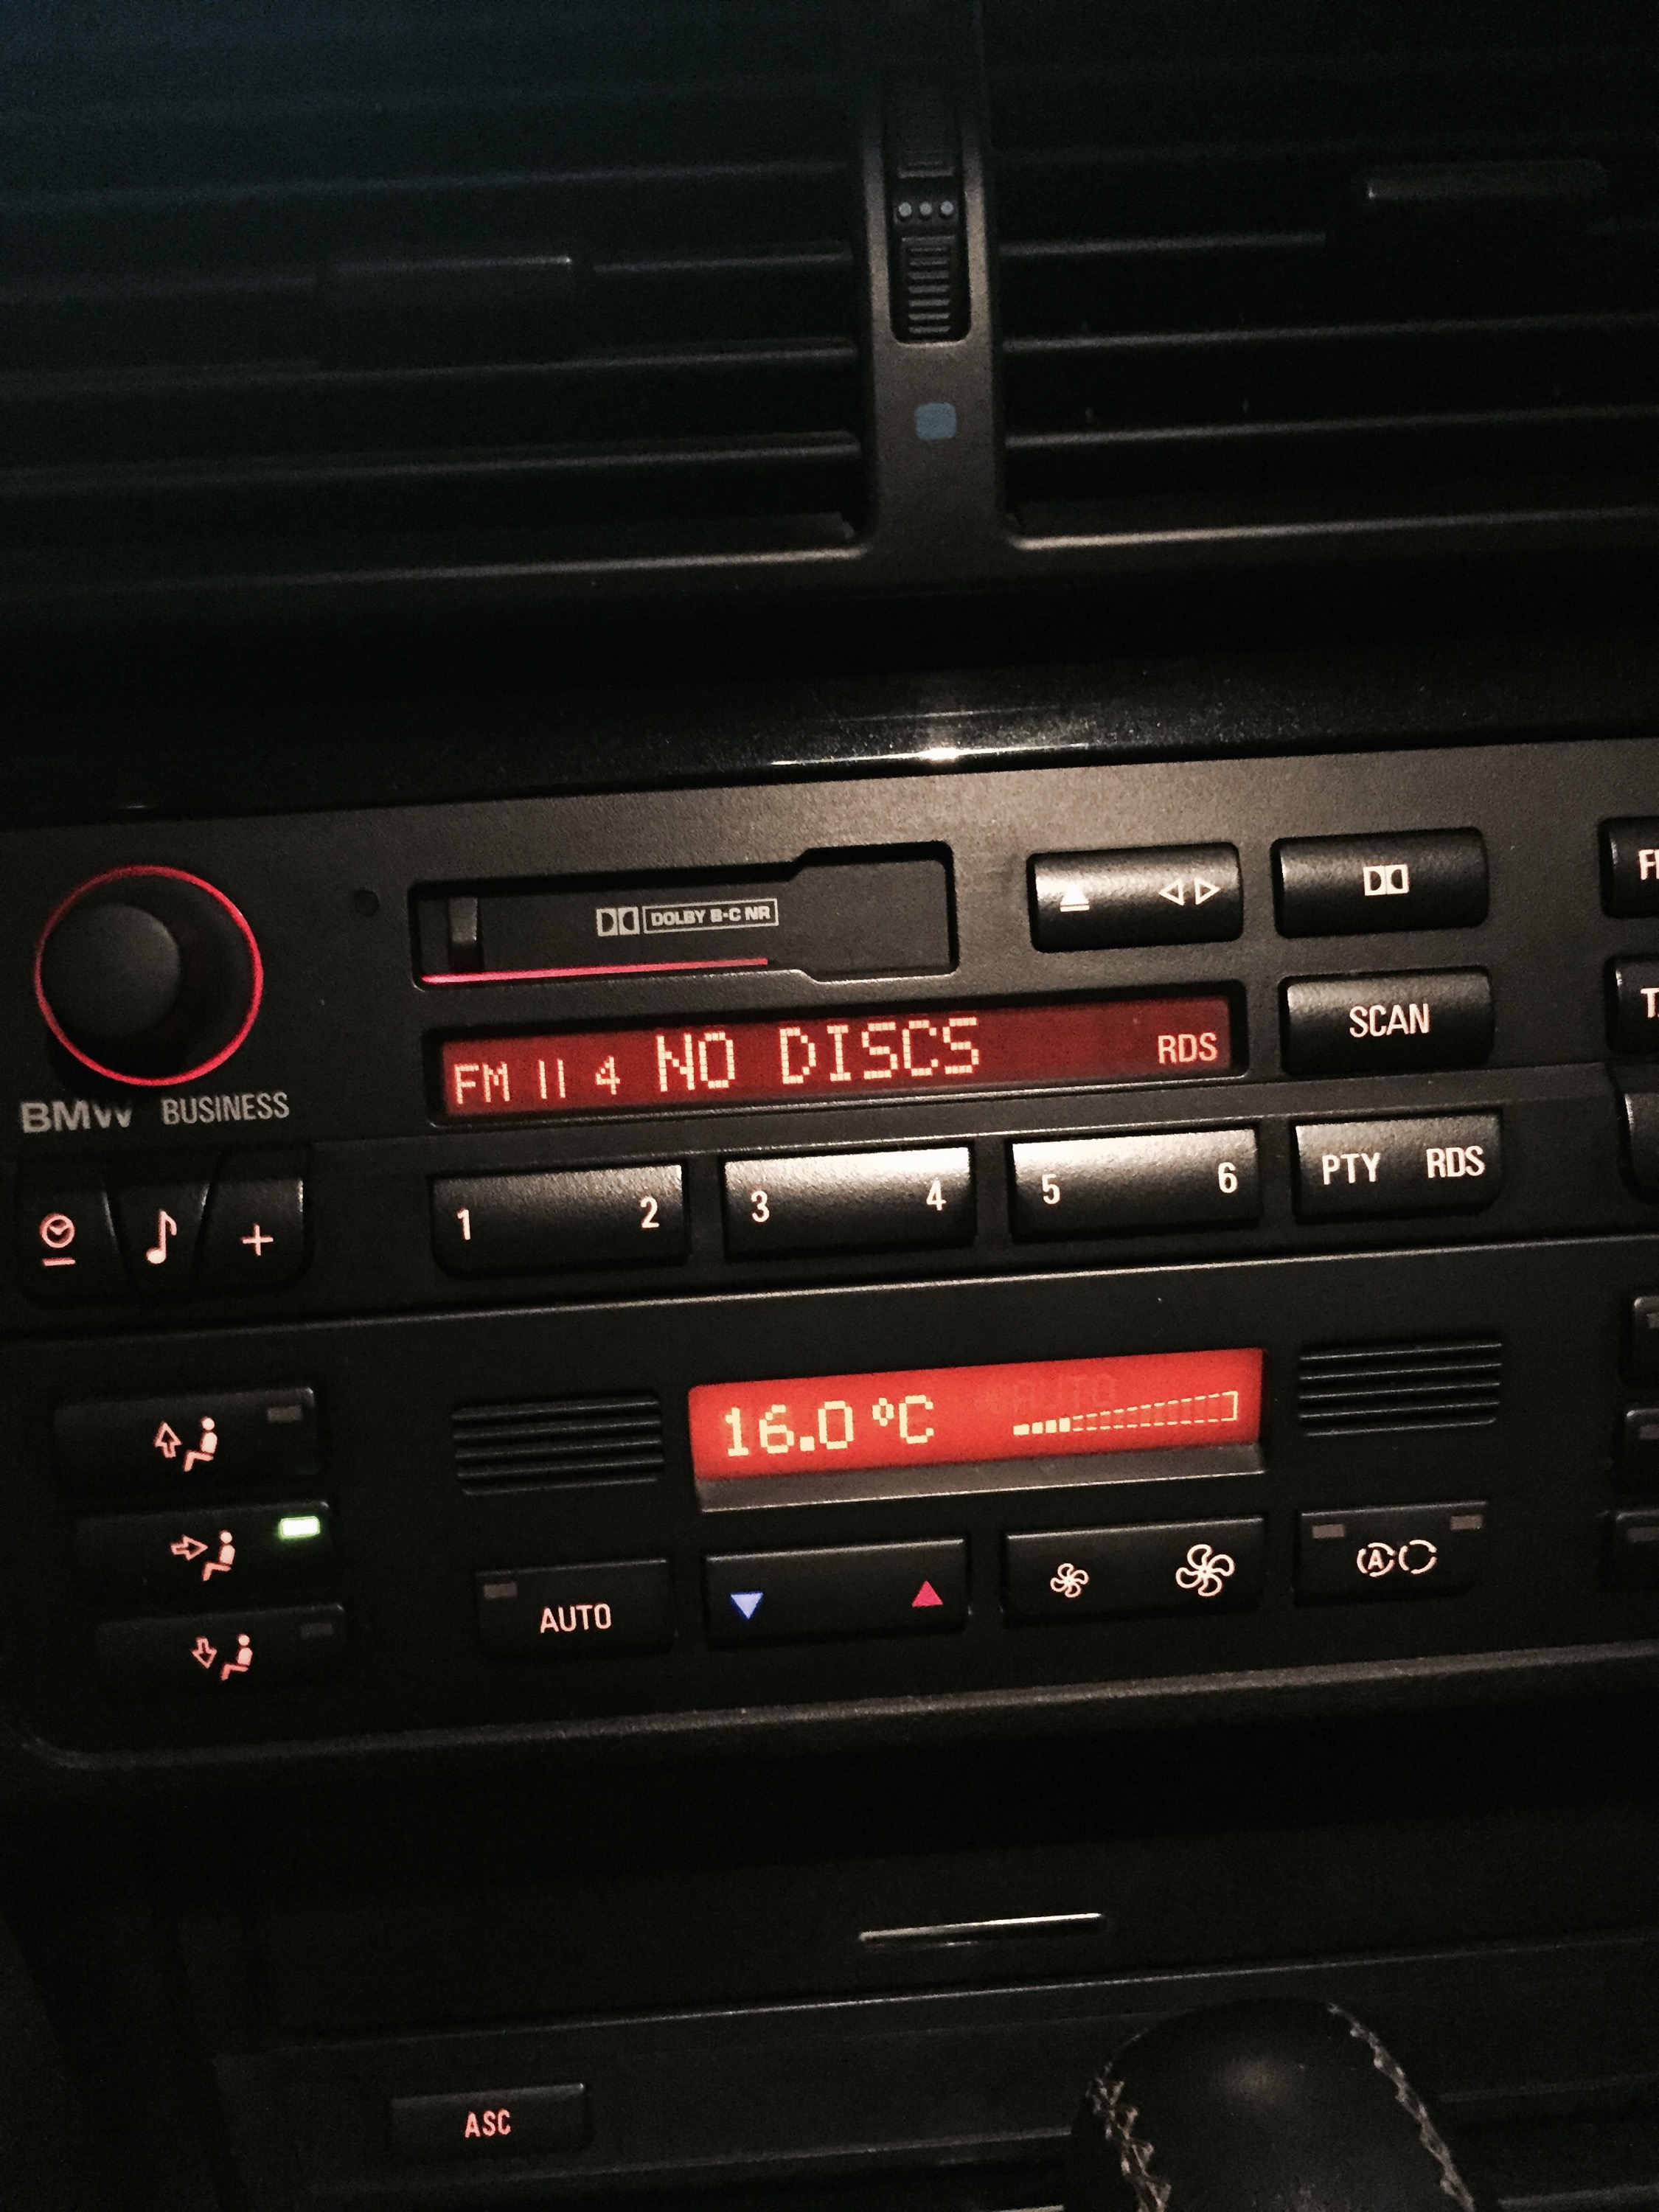 DOLBY B-C NR
FM II 4 NO DISCS RDS
SCAN
BMW BUSINESS
1 2 3 4 5 6 PTY RDS
16.0 °C
AUTO
A
ASC